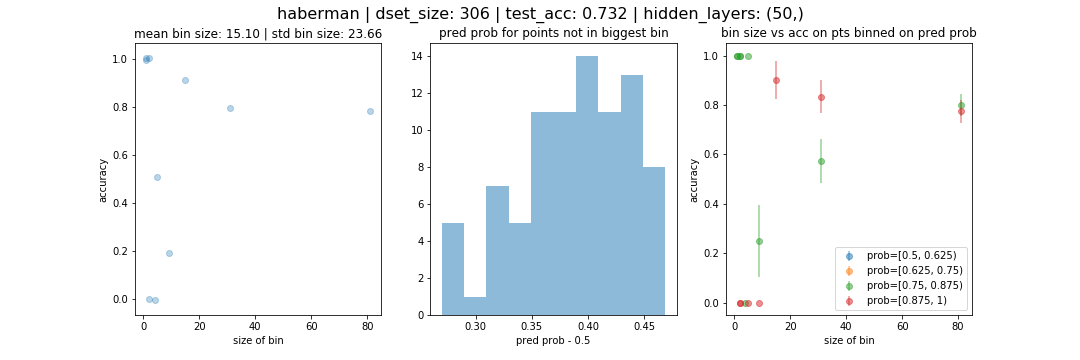 haberman | dset_size: 306 | test_acc: 0.732 | hidden_layers: (50,)
mean bin size: 15.10 | std bin size: 23.66
1.0
0.8
0.6
0.4
0.2
0.0
accuracy
0 20 40 60 80
size of bin
pred prob for points not in biggest bin
14
12
10
8
6
4
2
0
0.30 0.35 0.40 0.45
pred prob - 0.5
bin size vs acc on pts binned on pred prob
1.0
0.8
0.6
0.4
0.2
0.0
accuracy
prob=[0.5, 0.625)
prob=[0.625, 0.75)
prob=[0.75, 0.875)
prob=[0.875, 1)
0 20 40 60 80
size of bin